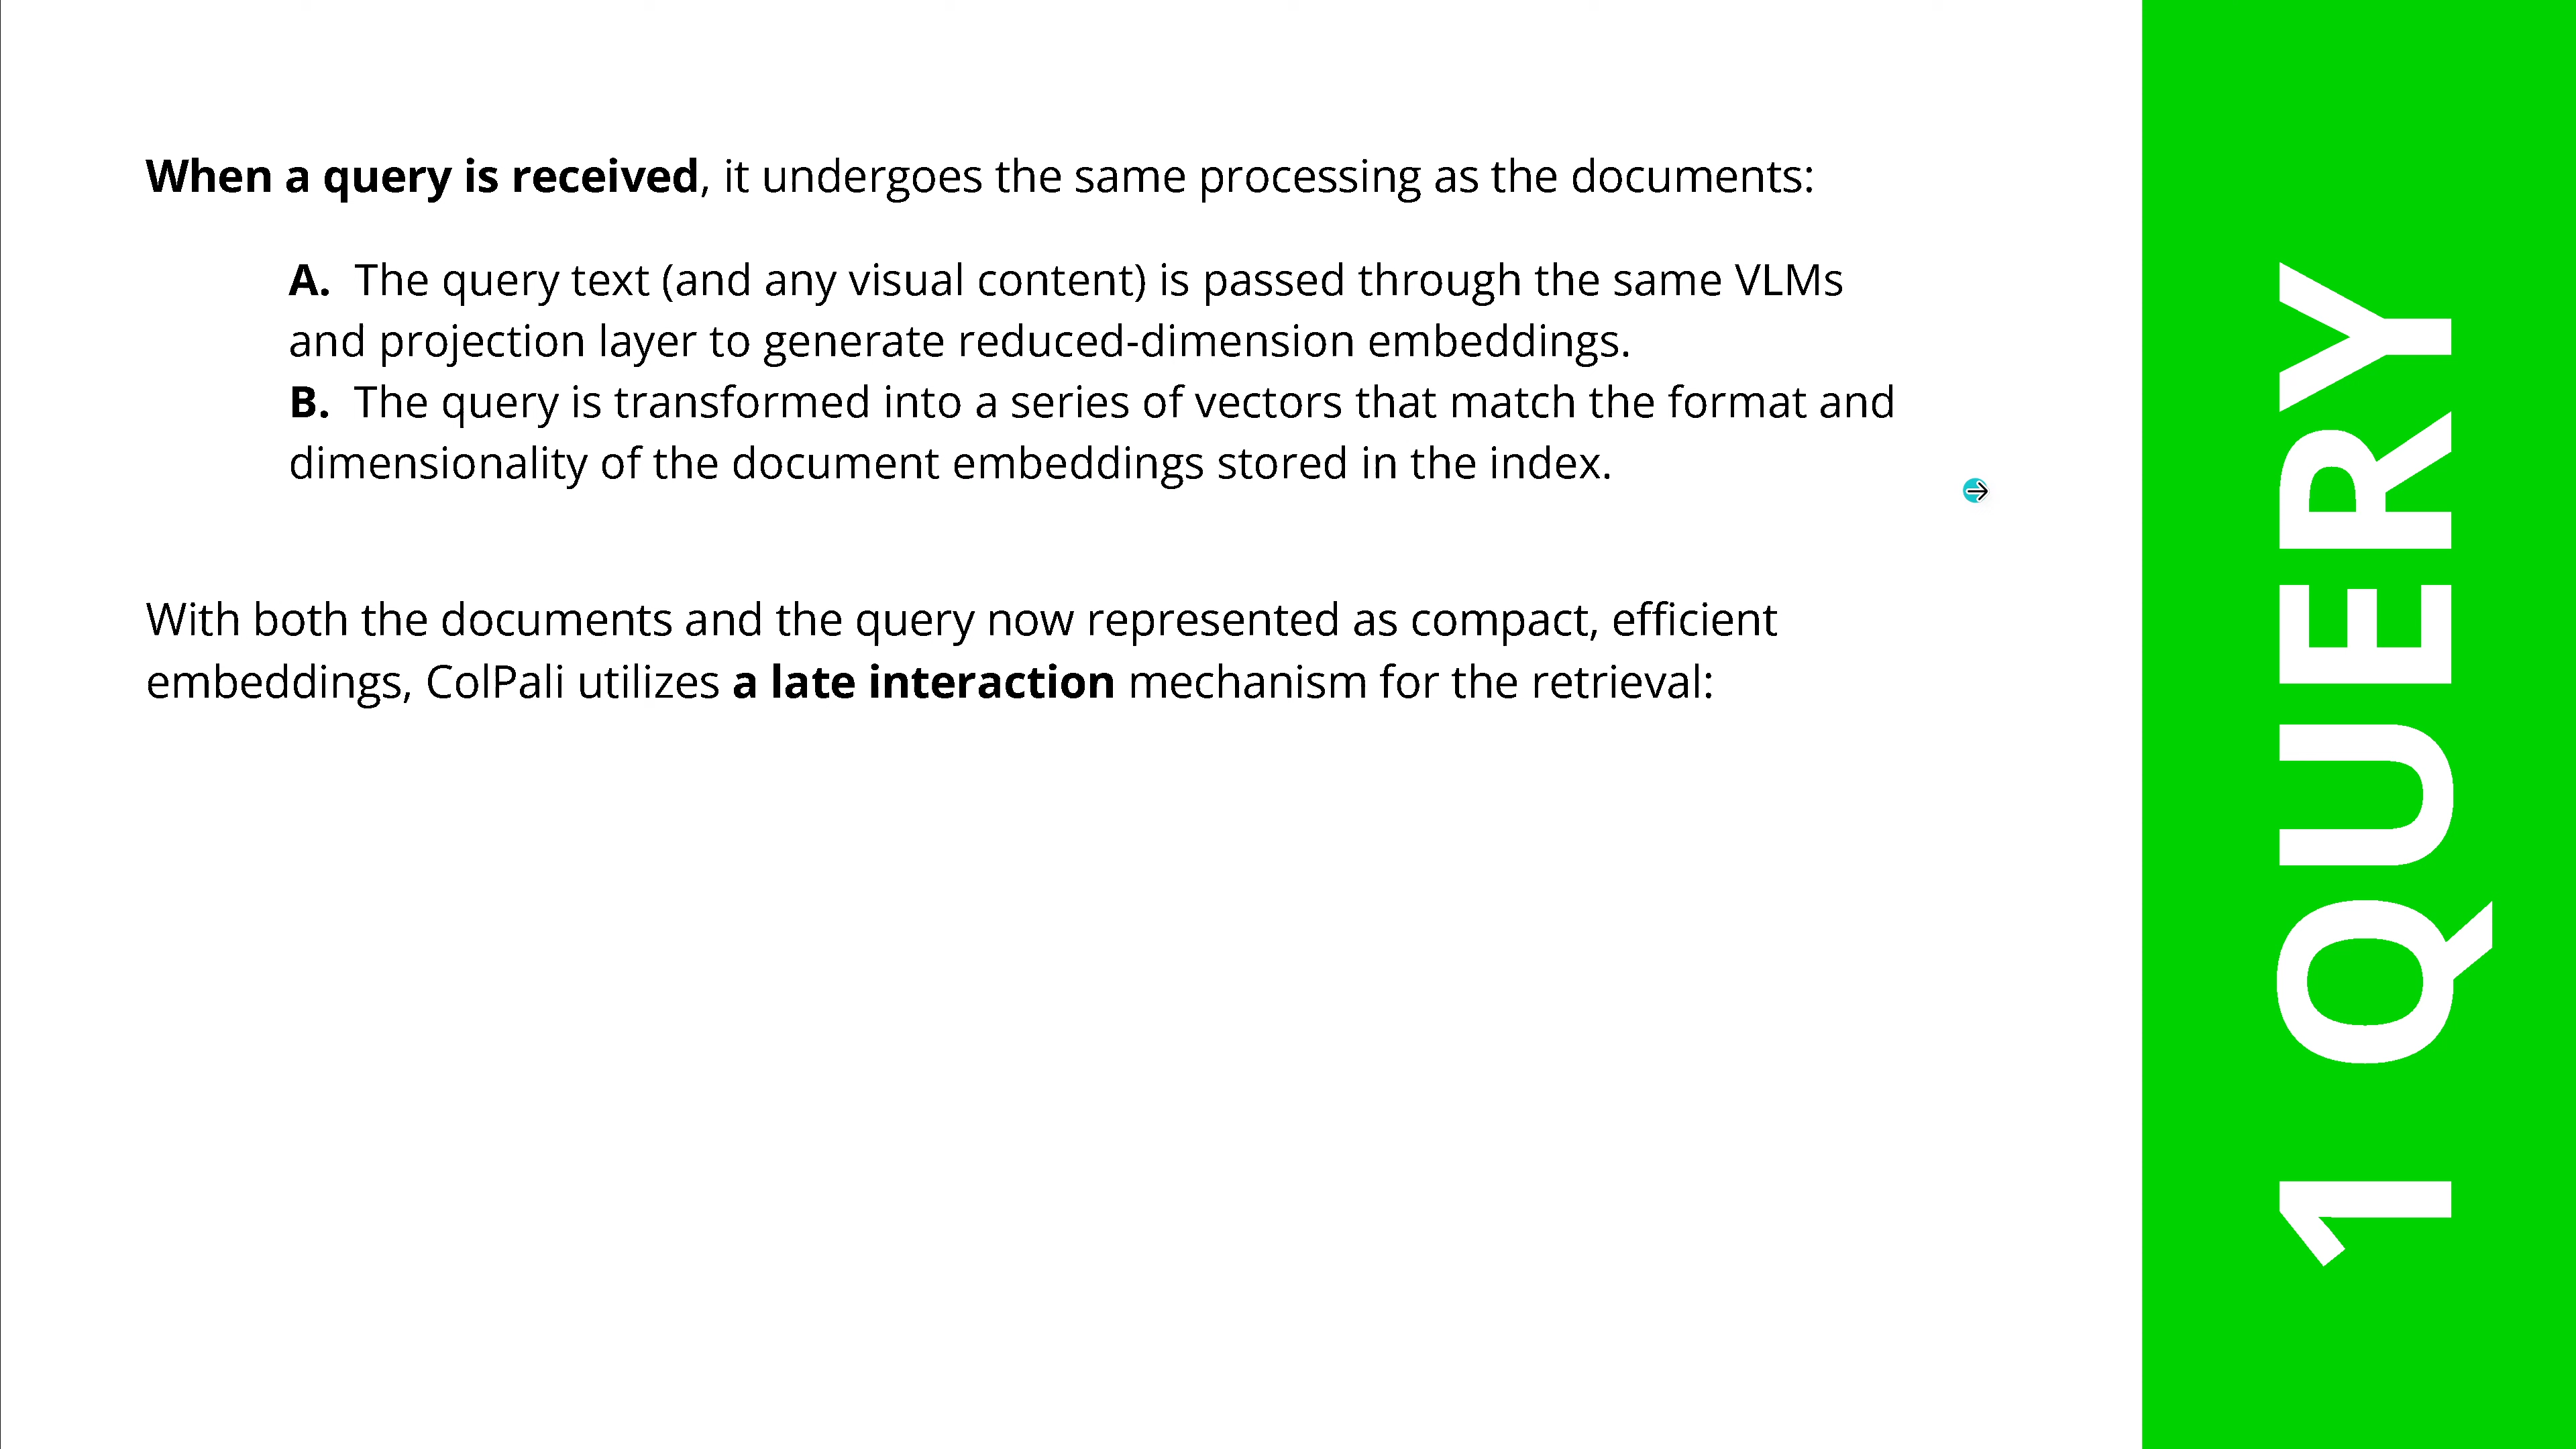 When a query is received, it undergoes the same processing as the documents:
A. The query text (and any visual content) is passed through the same VLMs
and projection layer to generate reduced-dimension embeddings.
B. The query is transformed into a series of vectors that match the format and
dimensionality of the document embeddings stored in the index.
With both the documents and the query now represented as compact, efficient
embeddings, ColPali utilizes a late interaction mechanism for the retrieval:
1 QUERY